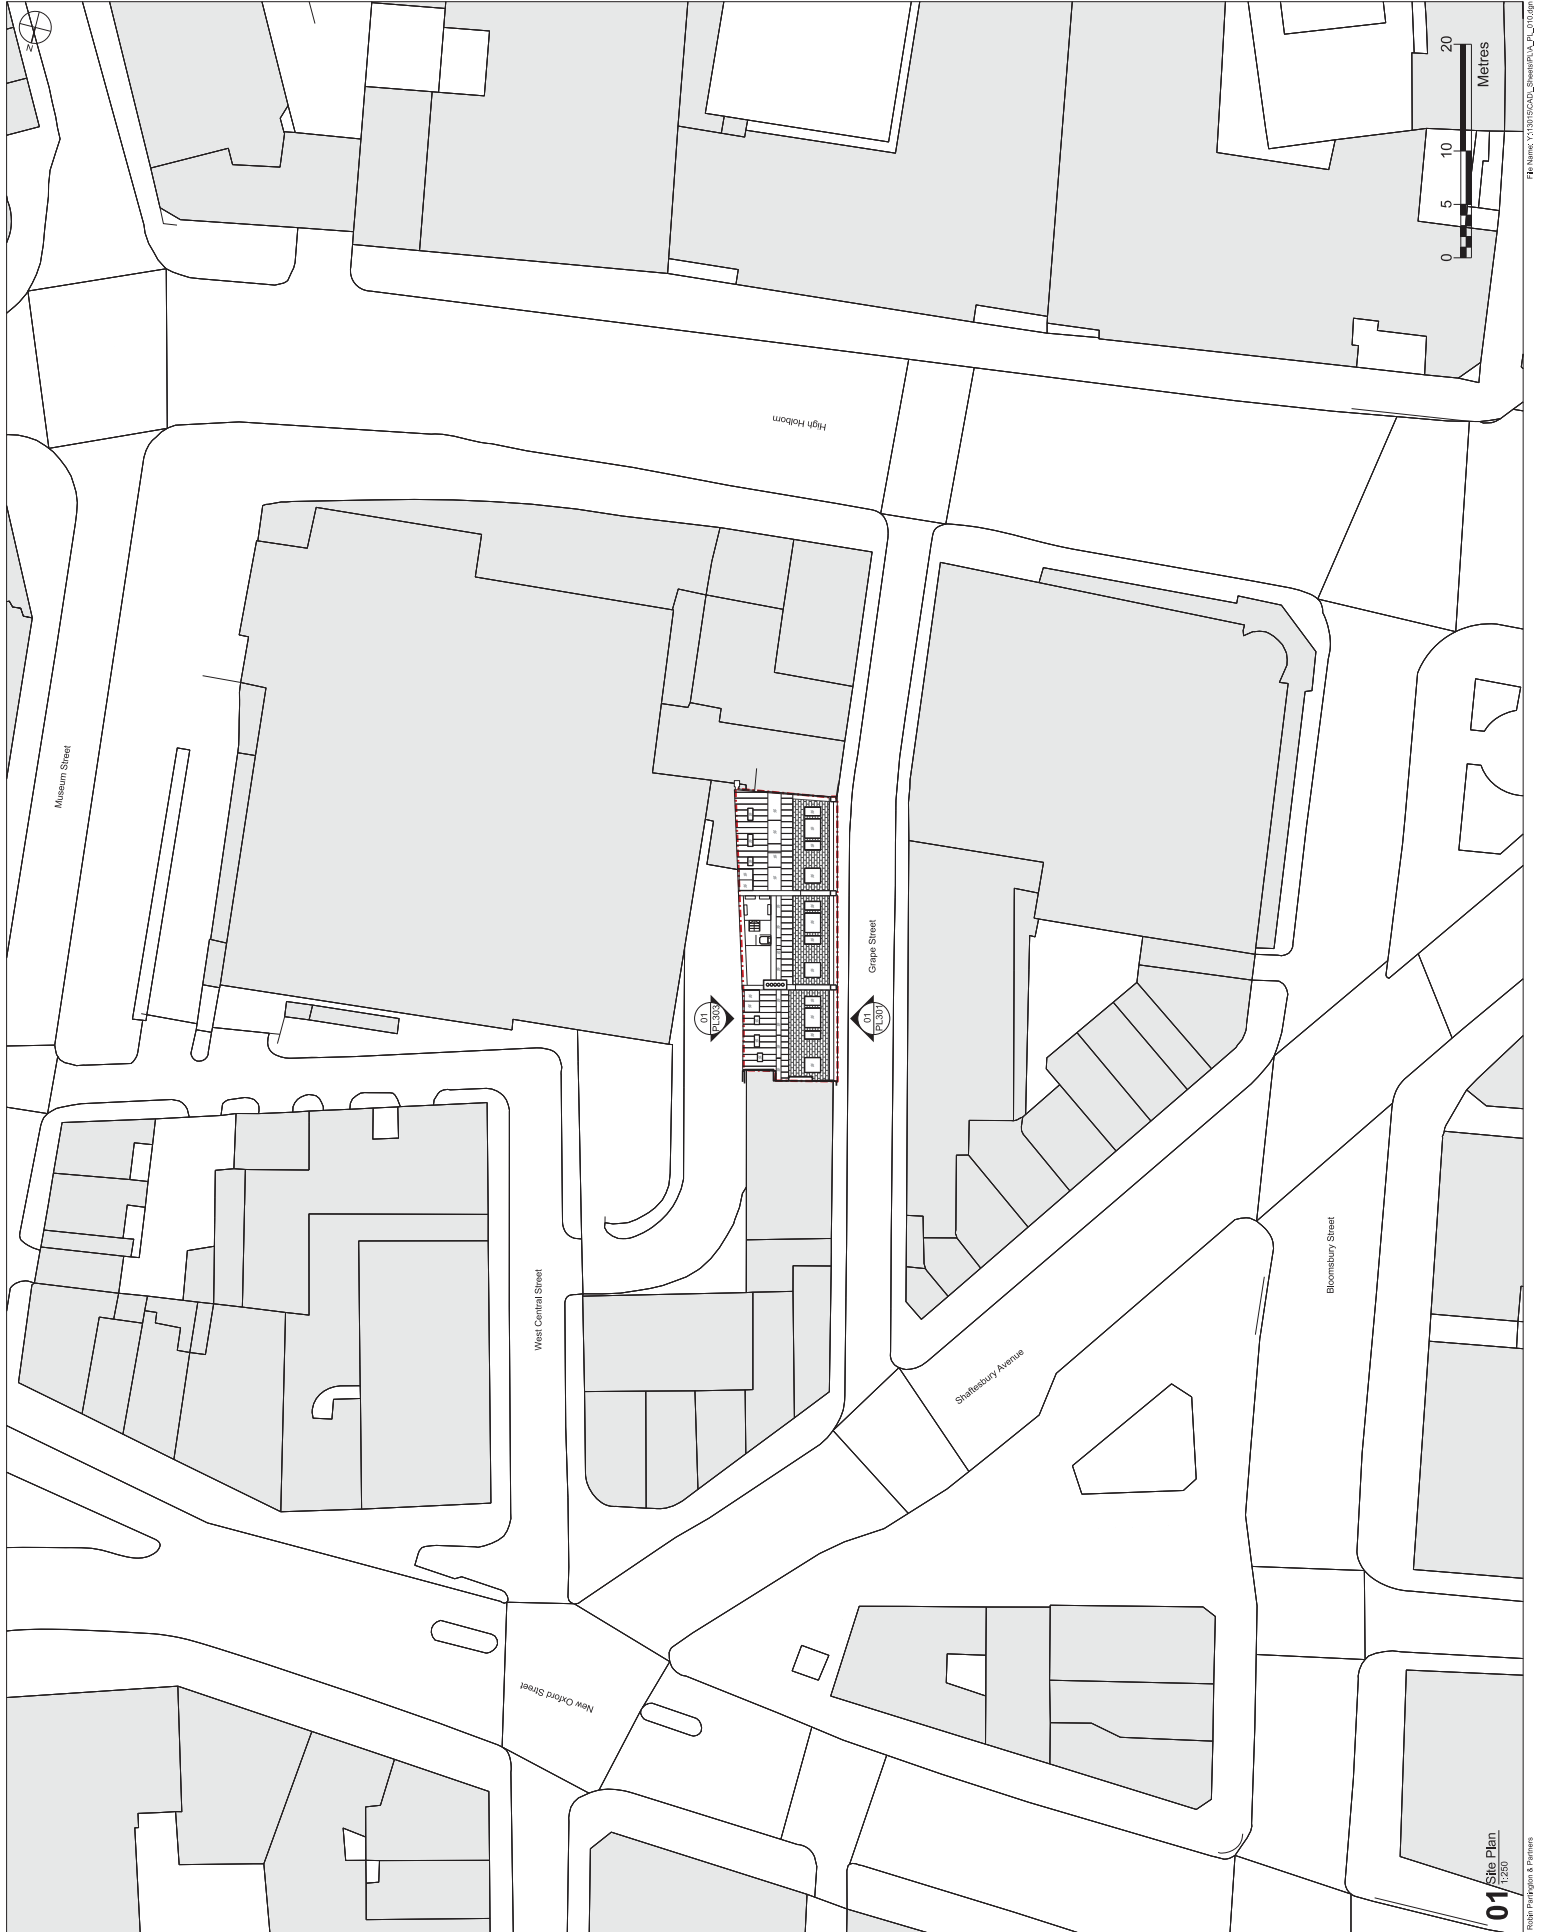 N
File Name: Y:\13015\CAD\_Sheets\PL\A_PL_010.dgn
0 5 10 20
Metres
High Holborn
Museum Street
Grape Street
01
PL303
01
PL301
West Central Street
Bloomsbury Street
Shaftesbury Avenue
New Oxford Street
01 Site Plan
1:250
Robin Partington & Partners